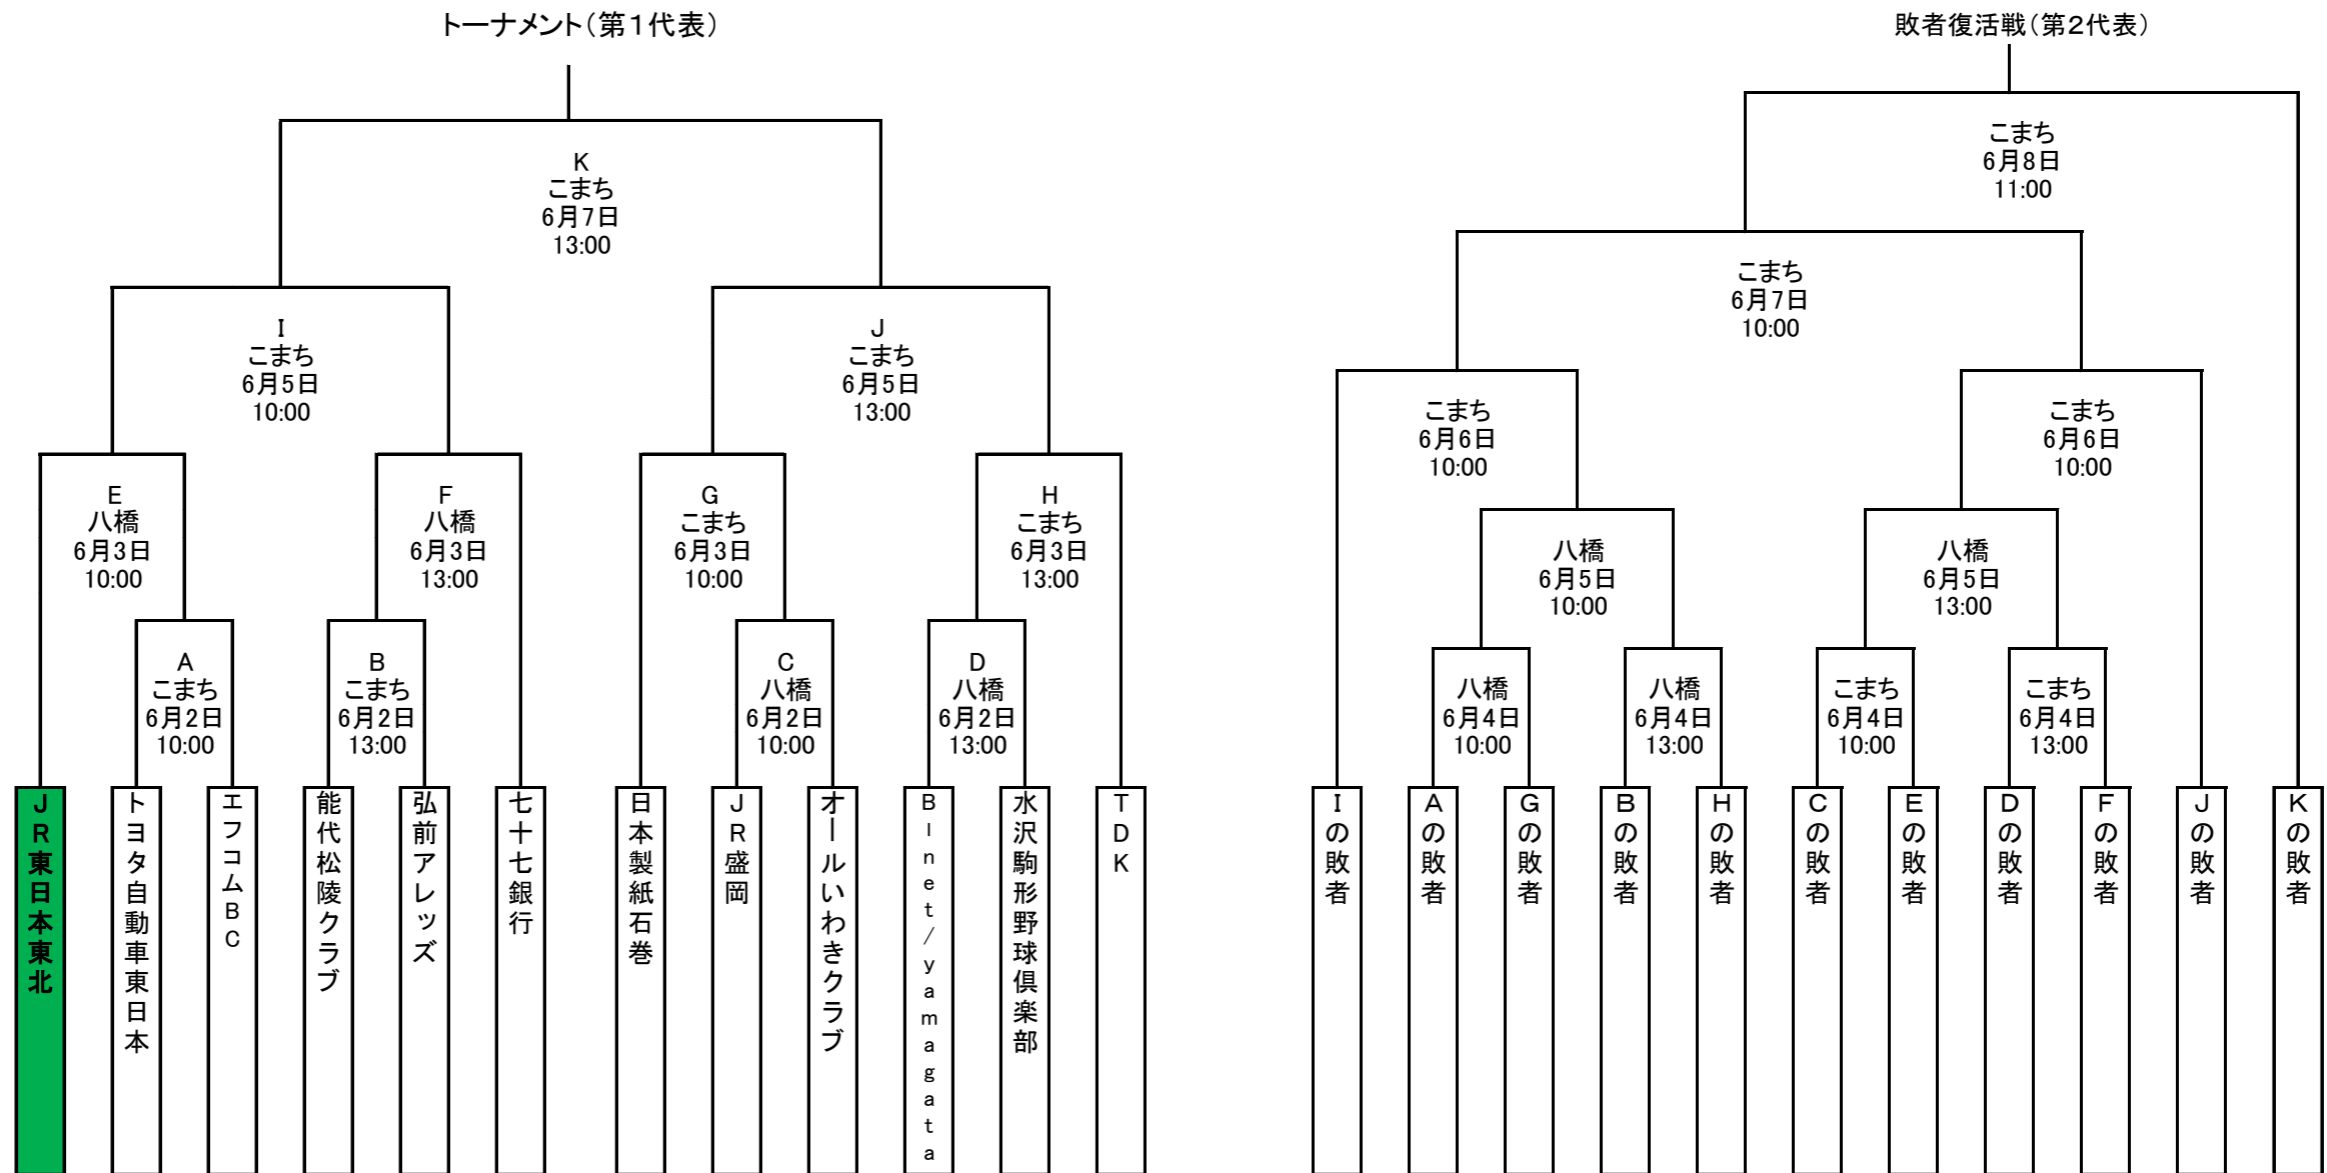 トーナメント（第１代表）
K
こまち
6月7日
13:00
I
こまち
6月5日
10:00
J
こまち
6月5日
13:00
E
八橋
6月3日
10:00
F
八橋
6月3日
13:00
G
こまち
6月3日
10:00
H
こまち
6月3日
13:00
A
こまち
6月2日
10:00
B
こまち
6月2日
13:00
C
八橋
6月2日
10:00
D
八橋
6月2日
13:00
JR東日本東北
トヨタ自動車東日本
エフコムBC
能代松陵クラブ
弘前アレッズ
七十七銀行
日本製紙石巻
JR盛岡
オールいわきクラブ
BInet/yamagata
水沢駒形野球倶楽部
TDK
敗者復活戦（第２代表）
こまち
6月8日
11:00
こまち
6月7日
10:00
こまち
6月6日
10:00
こまち
6月6日
10:00
八橋
6月5日
10:00
八橋
6月5日
13:00
八橋
6月4日
10:00
八橋
6月4日
13:00
こまち
6月4日
10:00
こまち
6月4日
13:00
Iの敗者
Aの敗者
Gの敗者
Bの敗者
Hの敗者
Cの敗者
Eの敗者
Dの敗者
Fの敗者
Jの敗者
Kの敗者